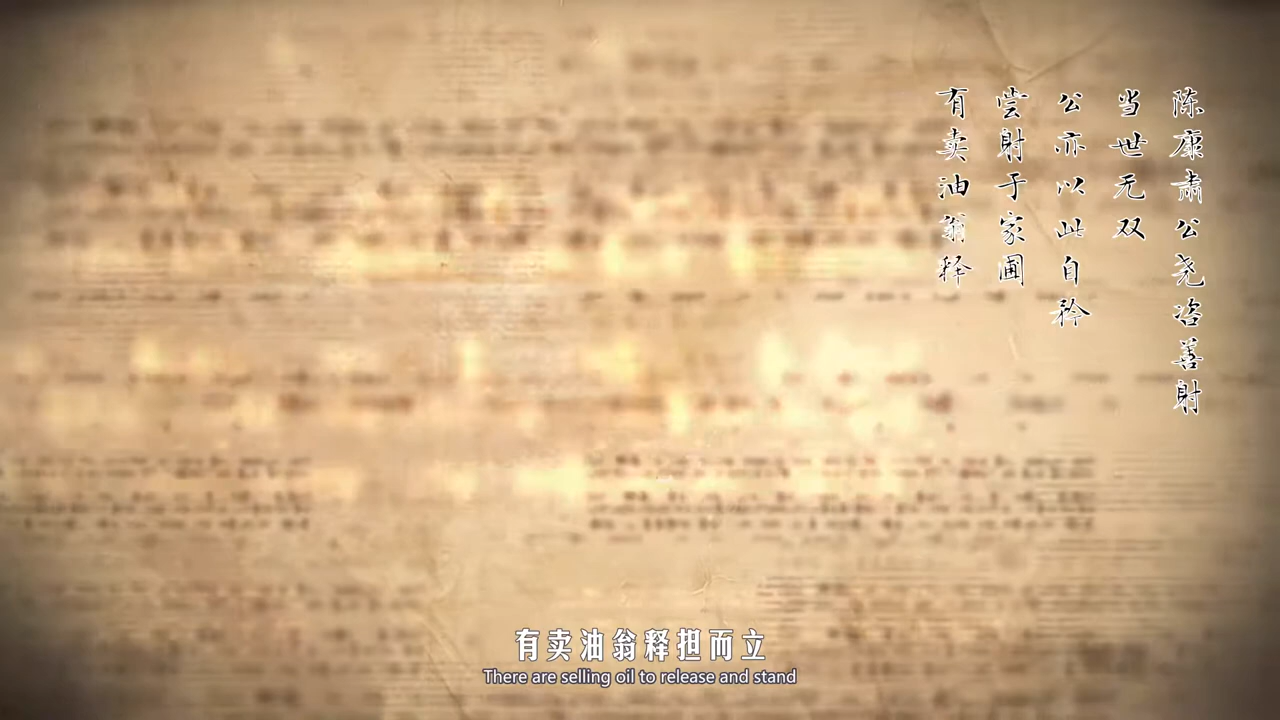 陈康肃公尧咨善射
当世无双
公亦以此自矜
尝射于家圃
有卖油翁释
有卖油翁释担而立
There are selling oil to release and stand